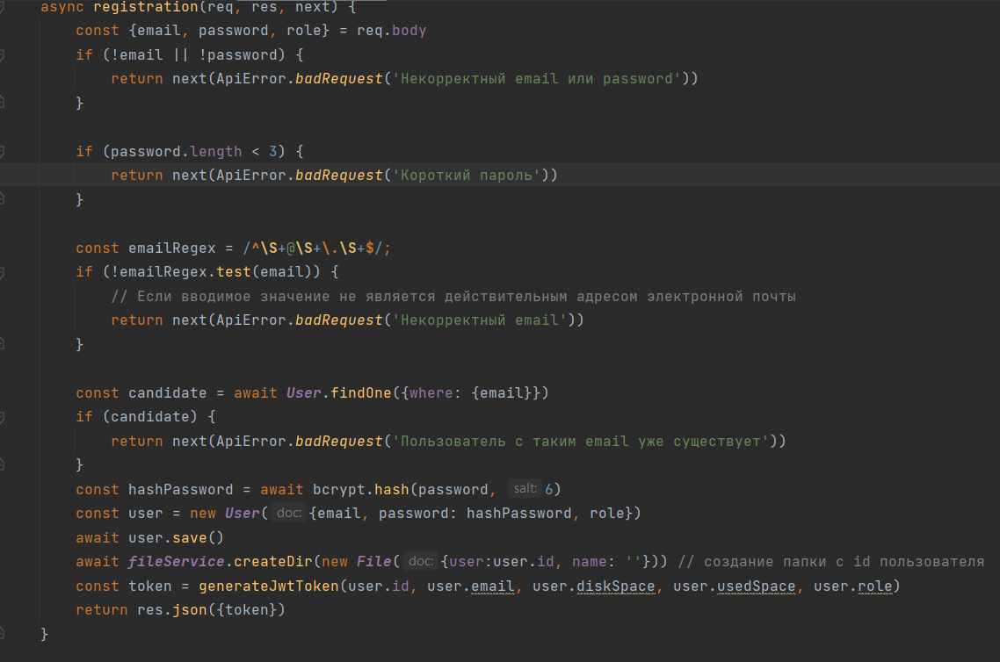 async registration(req, res, next) {
const {email, password, role} = req.body
if (!email || !password) {
return next(ApiError.badRequest('Некорректный email или password'))
}
if (password.length < 3) {
return next(ApiError.badRequest('Короткий пароль'))
}
const emailRegex = /^\S+@\S+\.\S+$/;
if (!emailRegex.test(email)) {
// Если вводимое значение не является действительным адресом электронной почты
return next(ApiError.badRequest('Некорректный email'))
}
const candidate = await User.findOne({where: {email}})
if (candidate) {
return next(ApiError.badRequest('Пользователь с таким email уже существует'))
}
const hashPassword = await bcrypt.hash(password, salt: 6)
const user = new User( doc: {email, password: hashPassword, role})
await user.save()
await fileService.createDir(new File( doc: {user:user.id, name: ''})) // создание папки с id пользователя
const token = generateJwtToken(user.id, user.email, user.diskSpace, user.usedSpace, user.role)
return res.json({token})
}